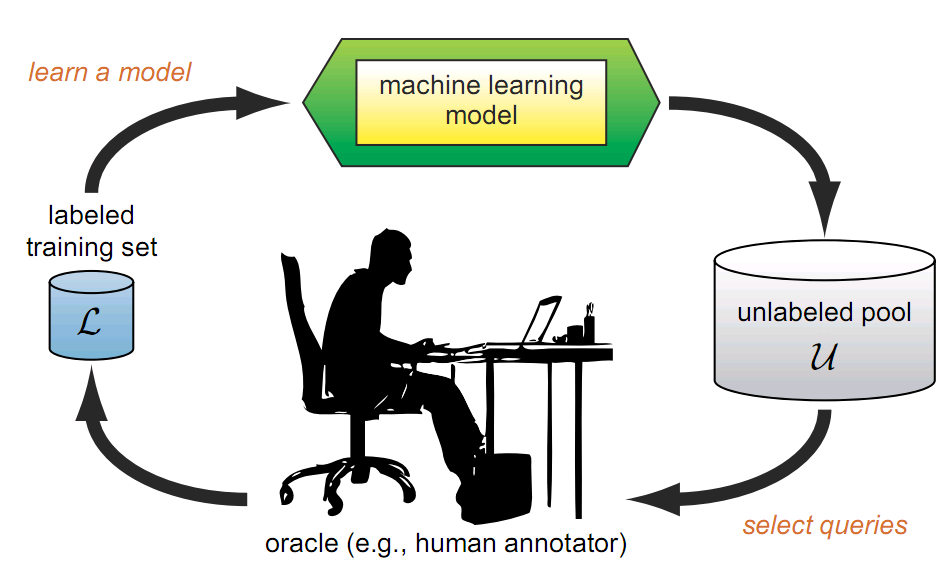 learn a model
machine learning
model
labeled
training set
ℒ
unlabeled pool
𝒰
select queries
oracle (e.g., human annotator)